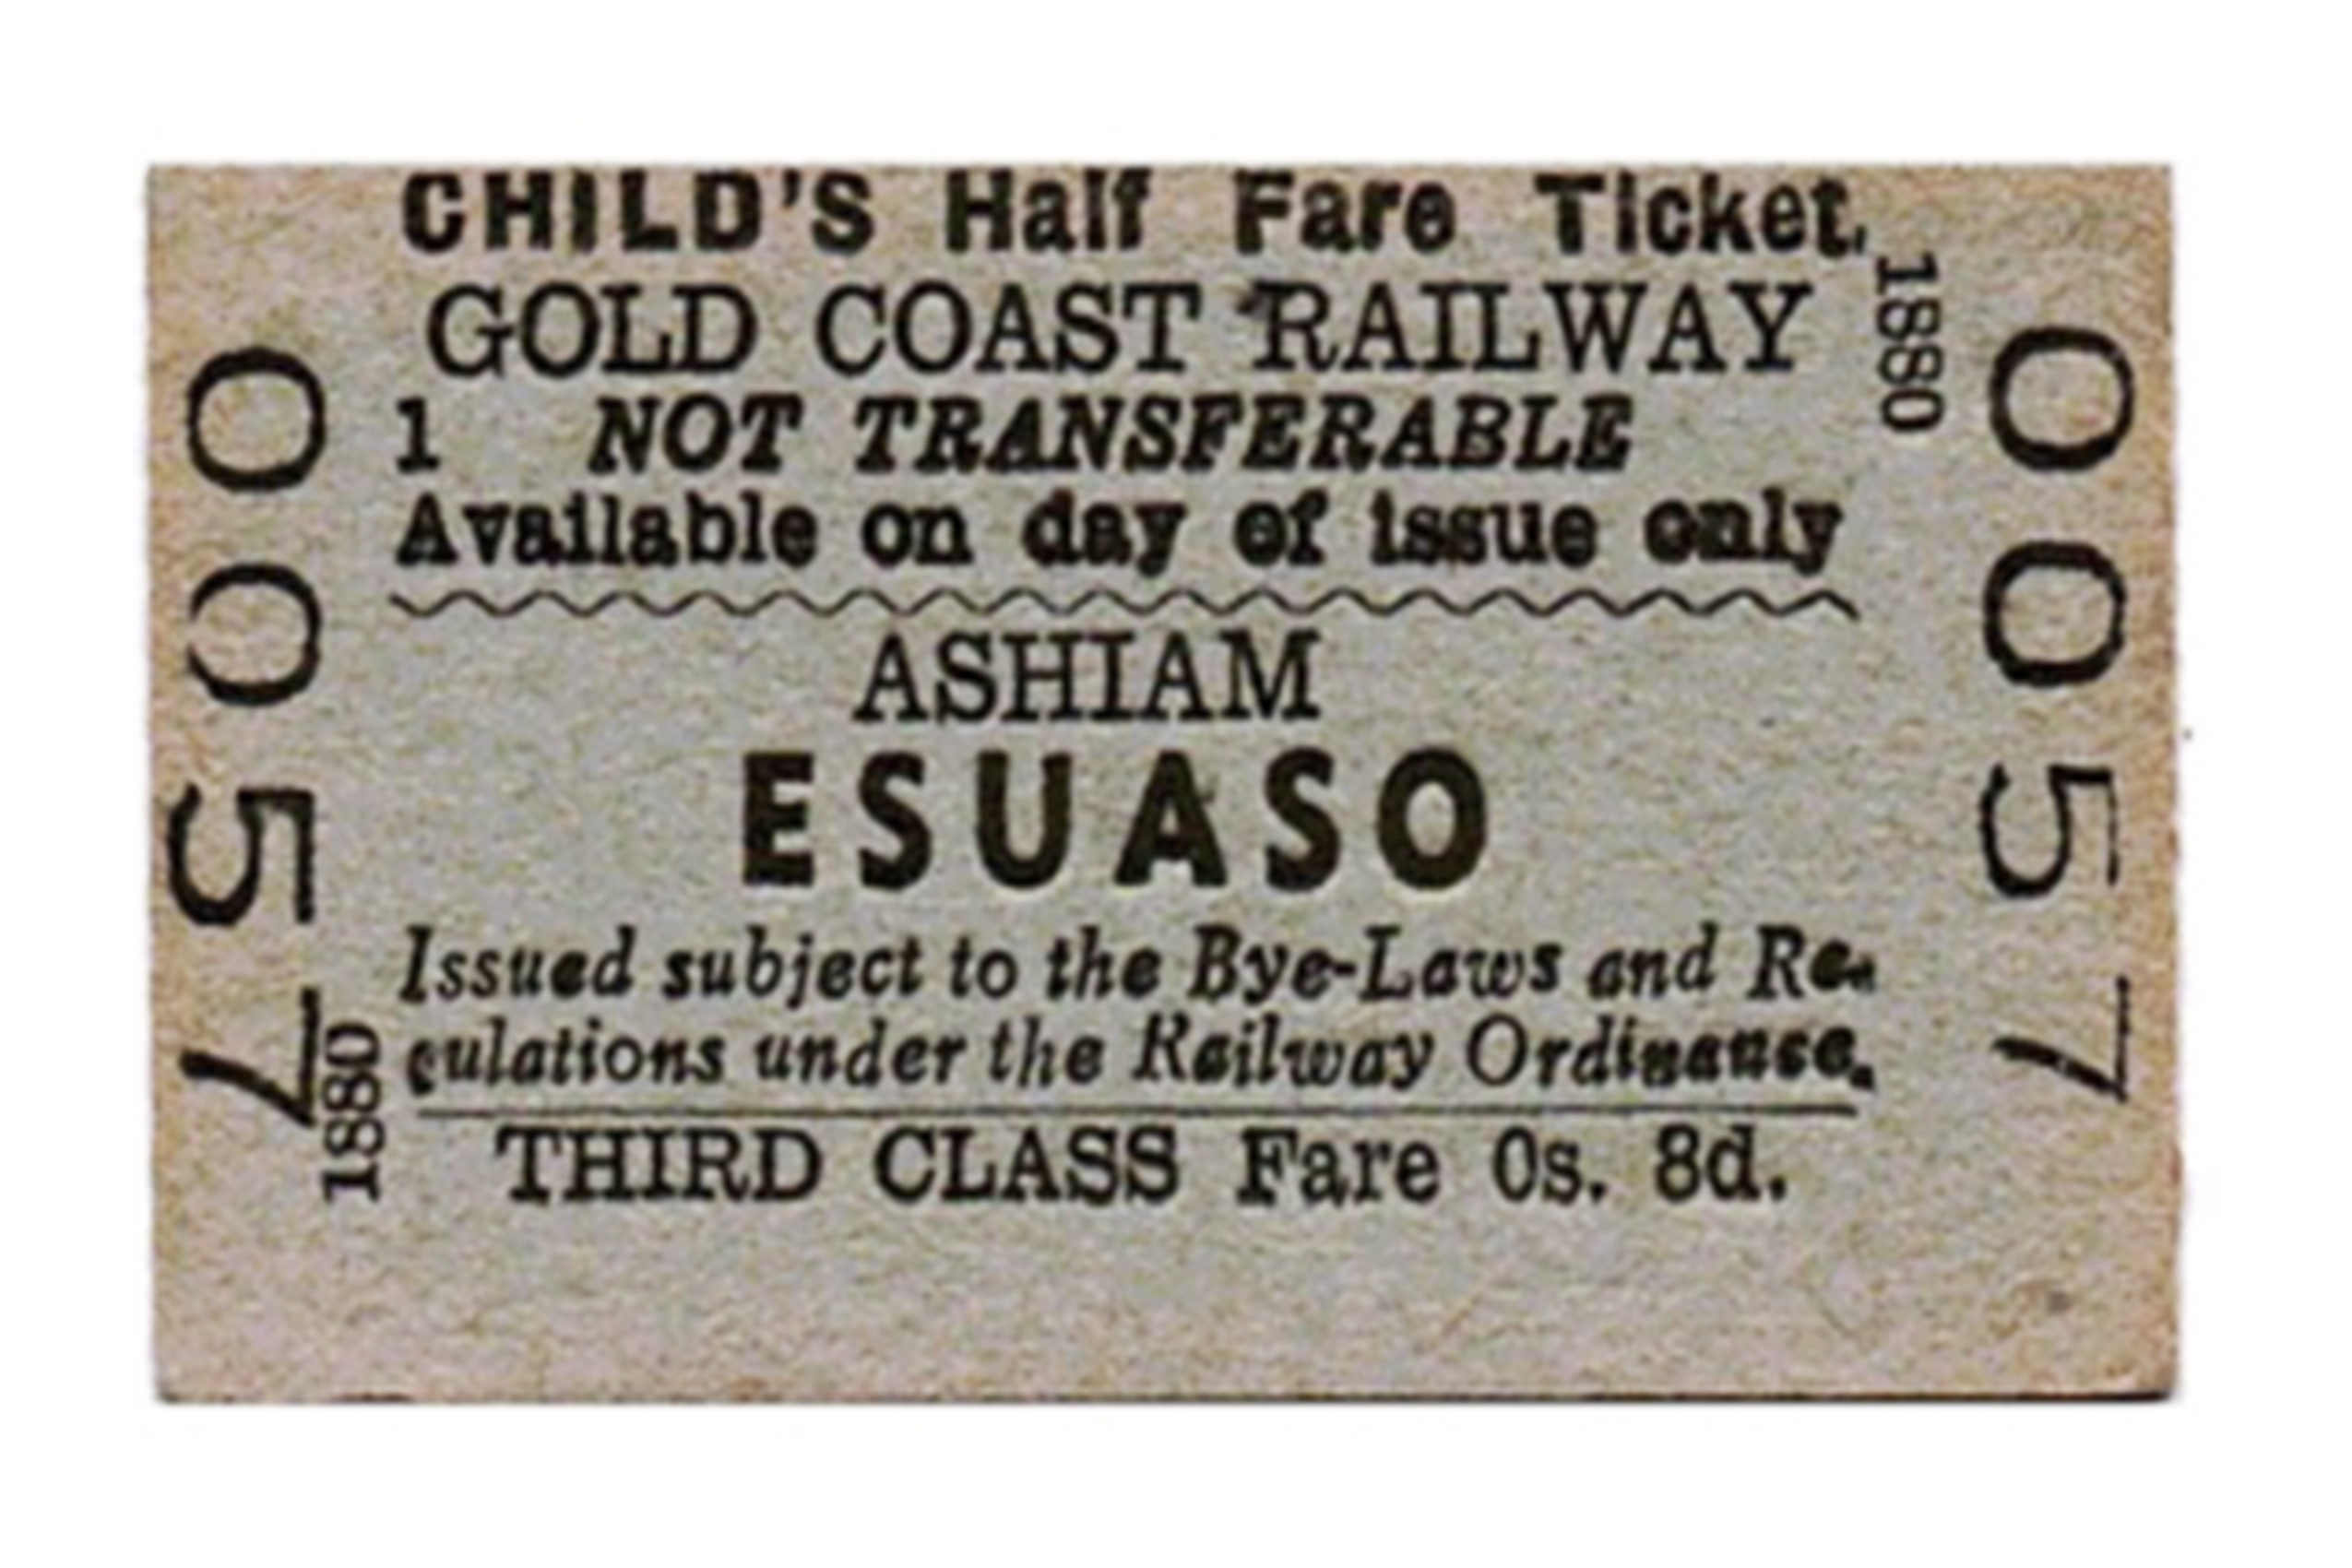 CHILD'S Half Fare Ticket.
GOLD COAST RAILWAY
1 NOT TRANSFERABLE
Available on day of issue only
ASHIAM
ESUASO
Issued subject to the Bye-Laws and Re-
gulations under the Railway Ordinance.
THIRD CLASS Fare 0s. 8d.
0057
1880
1880
0057